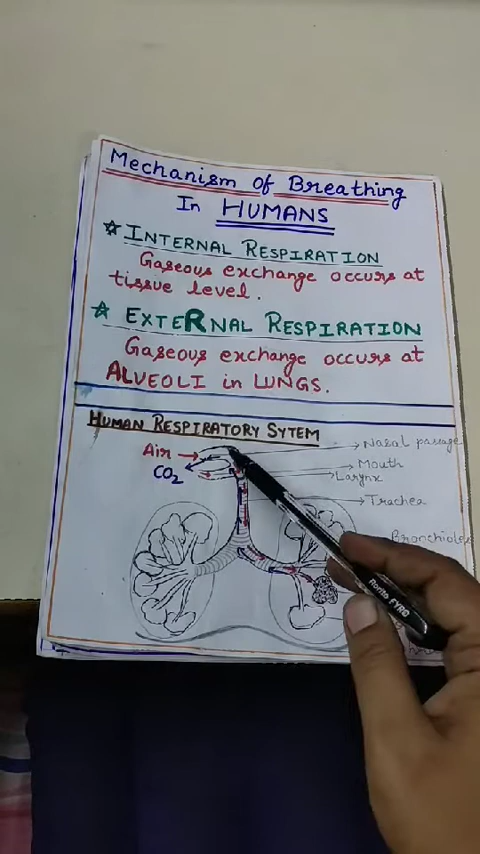 Mechanism of Breathing
In HUMANS
☆ INTERNAL RESPIRATION
Gaseous exchange occurs at
tissue level.
☆ EXTERNAL RESPIRATION
Gaseous exchange occurs at
ALVEOLI in LUNGS.
HUMAN RESPIRATORY SYTEM
Nasal passage
Air
Mouth
CO2
Larynx
Trachea
Bronchioles
Rorito FYRO